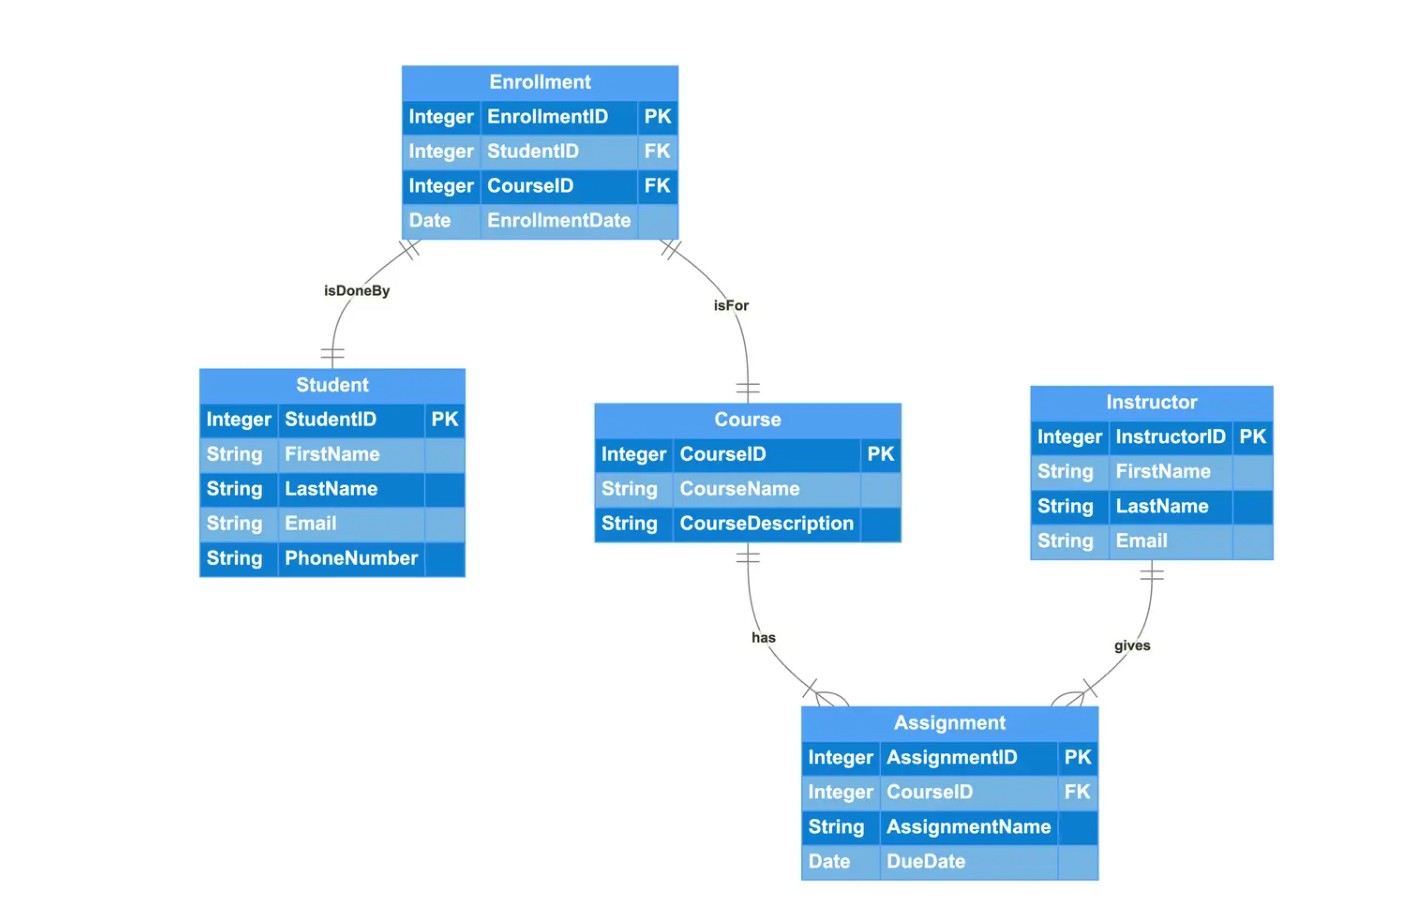 Enrollment
Integer EnrollmentID PK
Integer StudentID FK
Integer CourseID FK
Date EnrollmentDate
isDoneBy
isFor
Student
Integer StudentID PK
String FirstName
String LastName
String Email
String PhoneNumber
Course
Integer CourseID PK
String CourseName
String CourseDescription
Instructor
Integer InstructorID PK
String FirstName
String LastName
String Email
has
gives
Assignment
Integer AssignmentID PK
Integer CourseID FK
String AssignmentName
Date DueDate